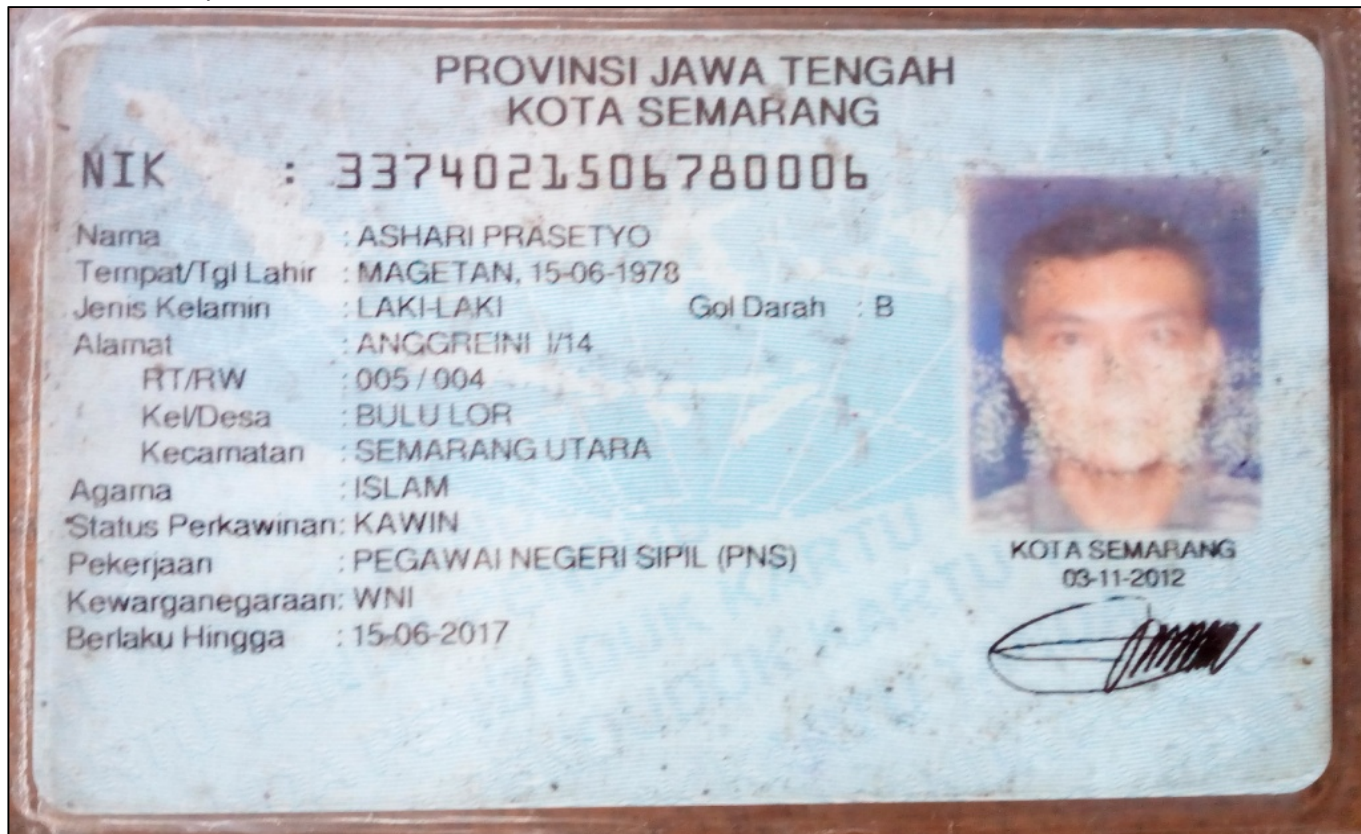 PROVINSI JAWA TENGAH
KOTA SEMARANG
NIK : 3374021506780006
Nama : ASHARI PRASETYO
Tempat/Tgl Lahir : MAGETAN, 15-06-1978
Jenis Kelamin : LAKI-LAKI Gol Darah : B
Alamat : ANGGREINI I/14
RT/RW : 005 / 004
Kel/Desa : BULU LOR
Kecamatan : SEMARANG UTARA
Agama : ISLAM
Status Perkawinan: KAWIN
Pekerjaan : PEGAWAI NEGERI SIPIL (PNS)
Kewarganegaraan: WNI
Berlaku Hingga : 15-06-2017
KOTA SEMARANG
03-11-2012